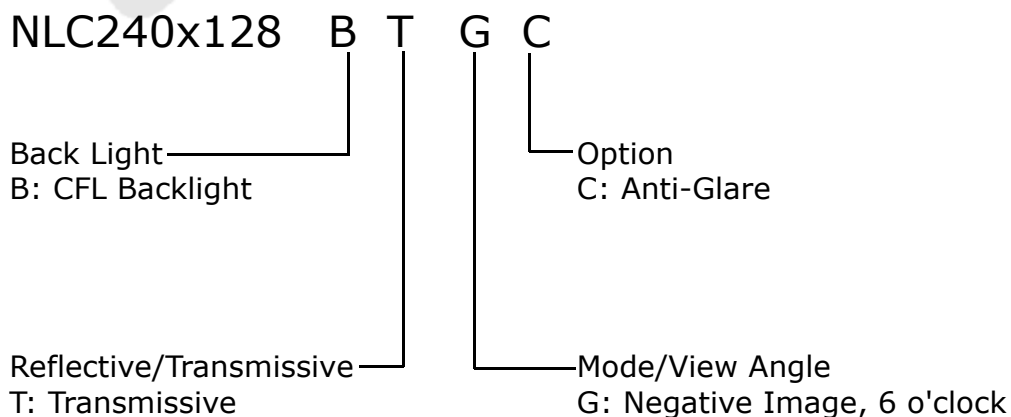 NLC240x128 B T G C
Back Light
B: CFL Backlight
Option
C: Anti-Glare
Reflective/Transmissive
T: Transmissive
Mode/View Angle
G: Negative Image, 6 o'clock